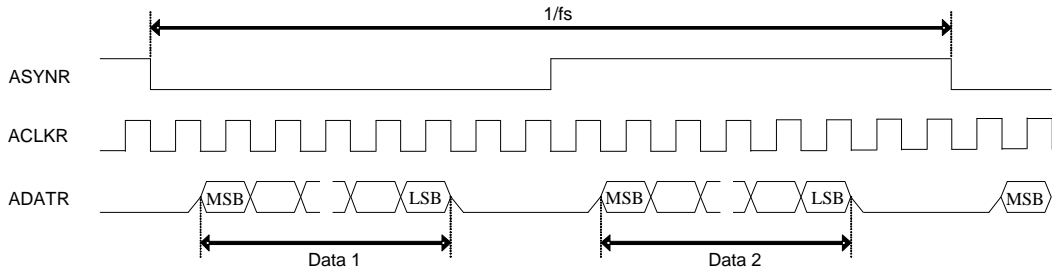 1/fs
ASYNR
ACLKR
ADATR
MSB LSB MSB LSB MSB
Data 1 Data 2